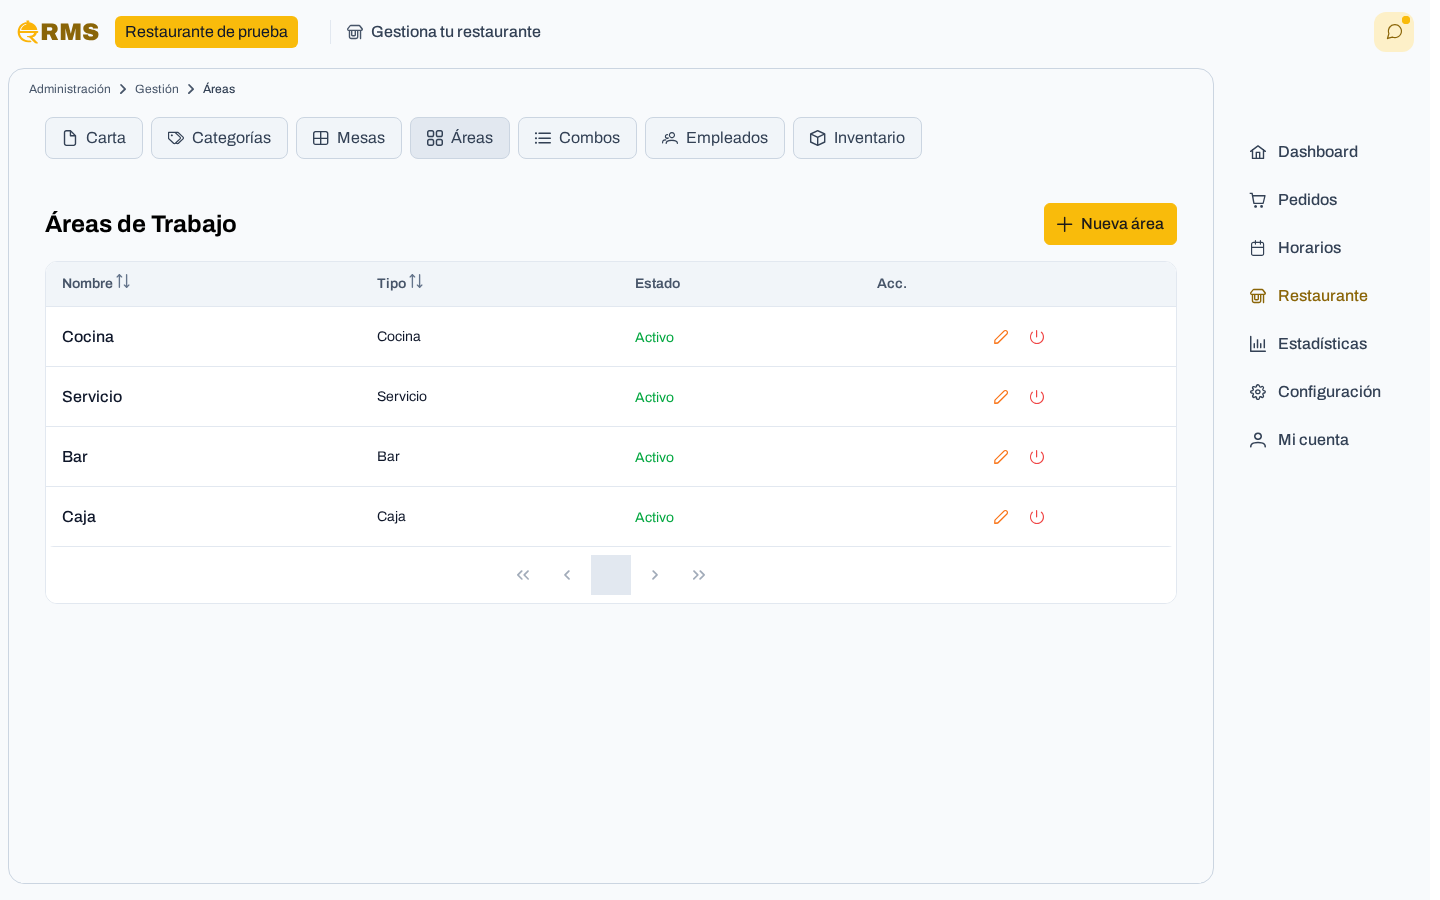 RMS
Restaurante de prueba
Gestiona tu restaurante
Administración
Gestión
Áreas
Carta
Categorías
Mesas
Áreas
Combos
Empleados
Inventario
Áreas de Trabajo
Nueva área
Nombre
Tipo
Estado
Acc.
Cocina
Cocina
Activo
Servicio
Servicio
Activo
Bar
Bar
Activo
Caja
Caja
Activo
Dashboard
Pedidos
Horarios
Restaurante
Estadísticas
Configuración
Mi cuenta